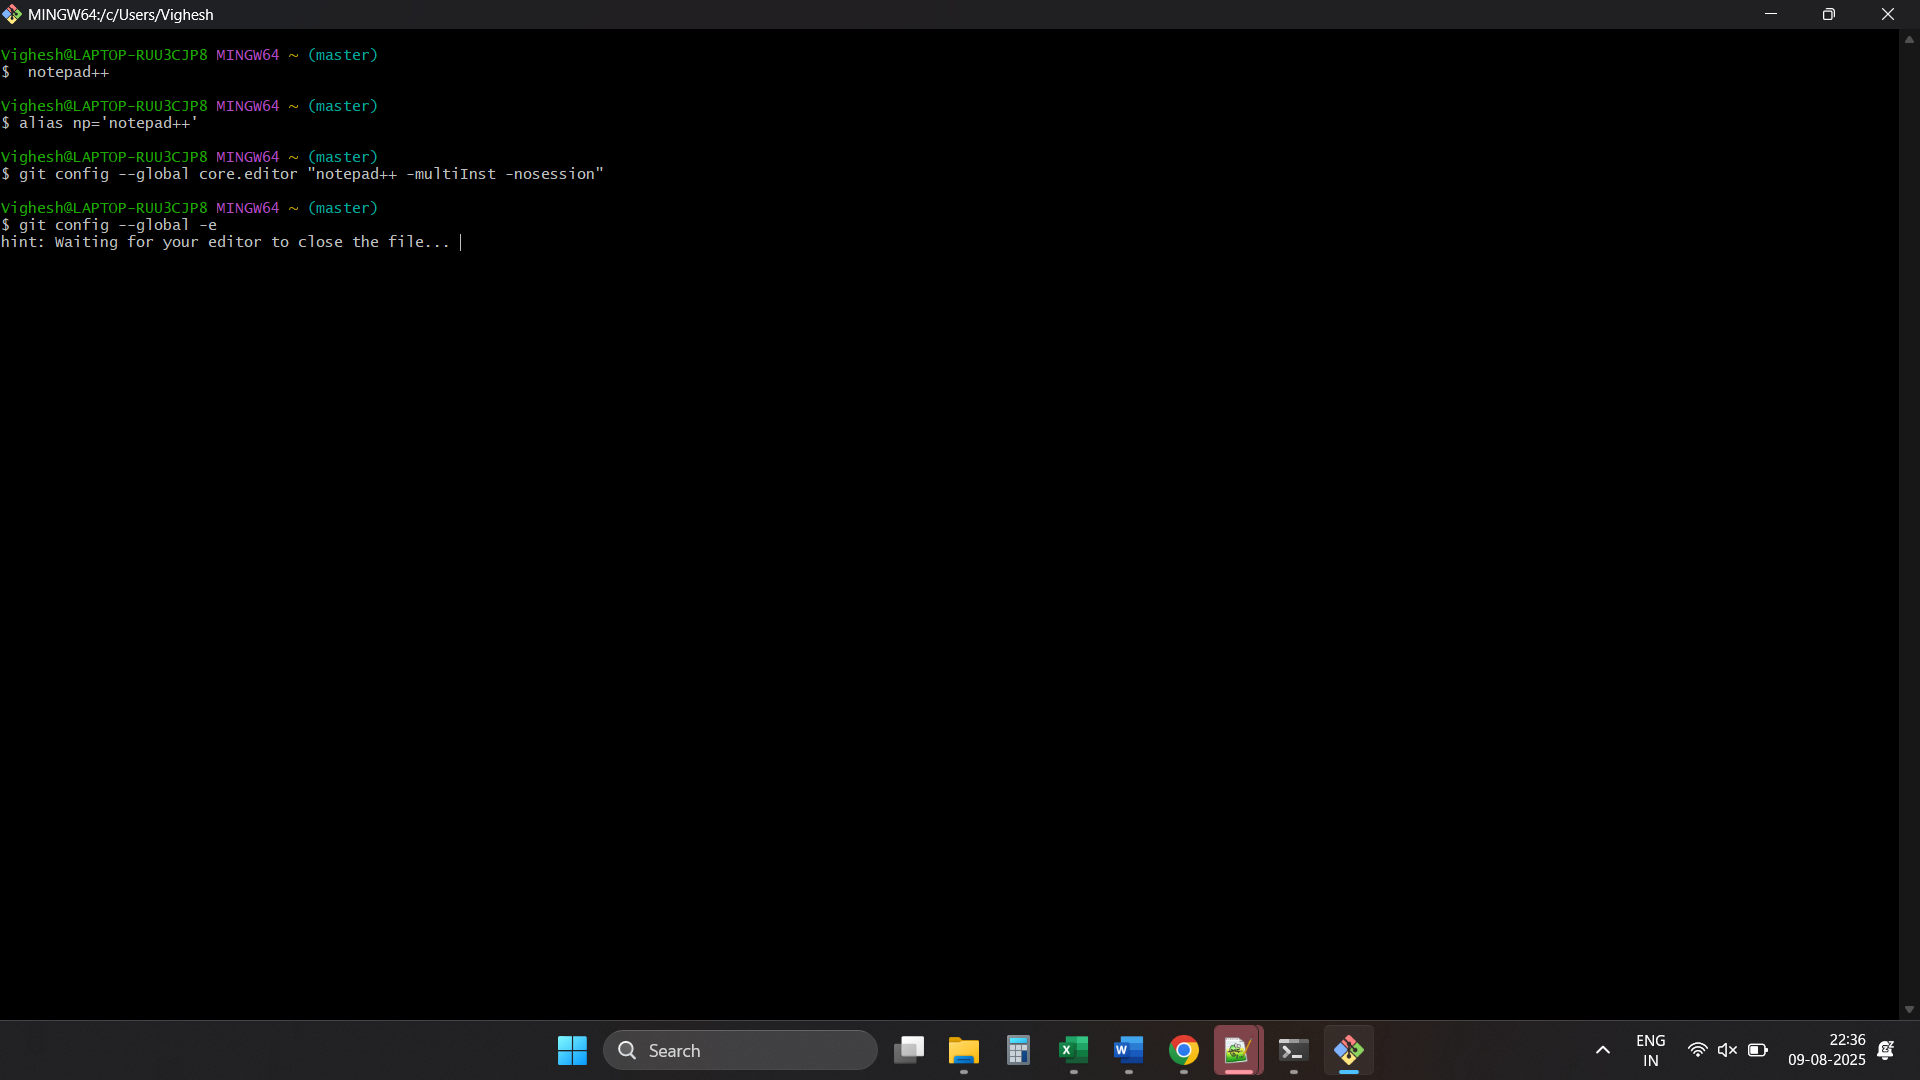 MINGW64:/c/Users/Vighesh
Vighesh@LAPTOP-RUU3CJP8 MINGW64 ~ (master)
$  notepad++
Vighesh@LAPTOP-RUU3CJP8 MINGW64 ~ (master)
$ alias np='notepad++'
Vighesh@LAPTOP-RUU3CJP8 MINGW64 ~ (master)
$ git config --global core.editor "notepad++ -multiInst -nosession"
Vighesh@LAPTOP-RUU3CJP8 MINGW64 ~ (master)
$ git config --global -e
hint: Waiting for your editor to close the file...
Search
ENG
IN
22:36
09-08-2025